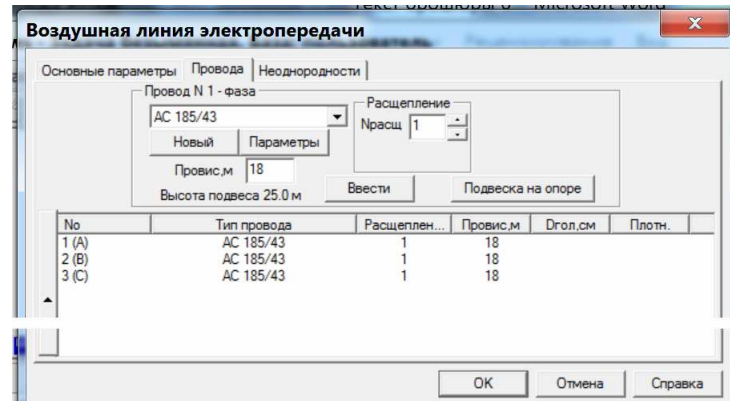 Воздушная линия электропередачи
Основные параметры Провода Неоднородности
Провод N 1 - фаза
АС 185/43
Расщепление
Nрасщ 1
Новый Параметры
Провис,м 18
Высота подвеса 25.0 м
Ввести
Подвеска на опоре
No Тип провода Расщеплен... Провис,м Dгол,см Плотн.
1 (A) АС 185/43 1 18
2 (B) АС 185/43 1 18
3 (C) АС 185/43 1 18
OK Отмена Справка